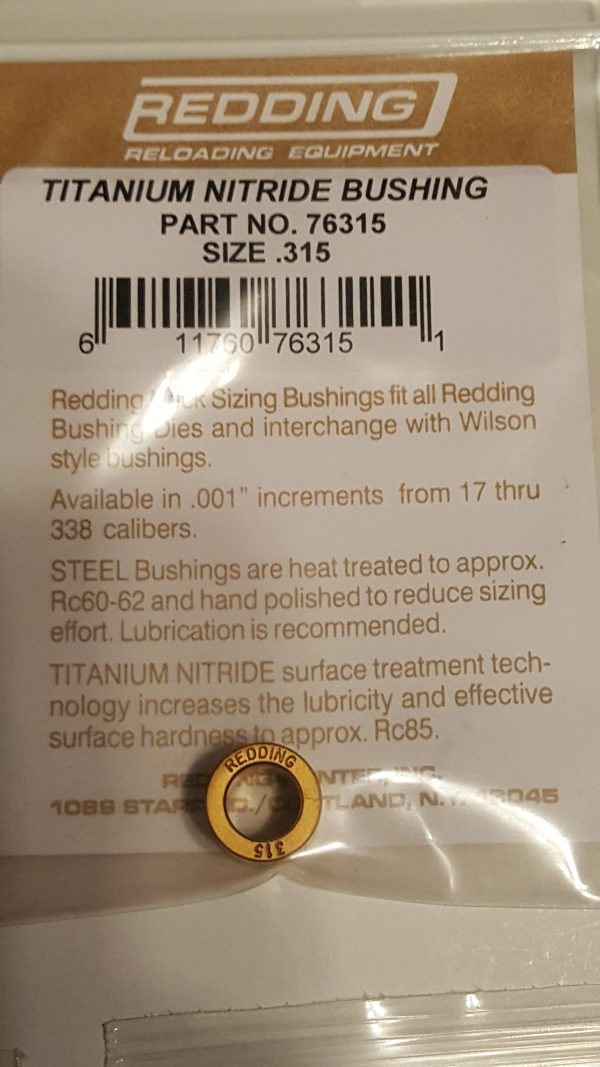 REDDING
RELOADING EQUIPMENT
TITANIUM NITRIDE BUSHING
PART NO. 76315
SIZE .315
6 11760 76315 1
Redding Sizing Bushings fit all Redding
Bushing Dies and interchange with Wilson
style bushings.
Available in .001" increments from 17 thru
338 calibers.
STEEL Bushings are heat treated to approx.
Rc60-62 and hand polished to reduce sizing
effort. Lubrication is recommended.
TITANIUM NITRIDE surface treatment tech-
nology increases the lubricity and effective
surface hardness to approx. Rc85.
INC.
1089 N.Y.
REDDING
315